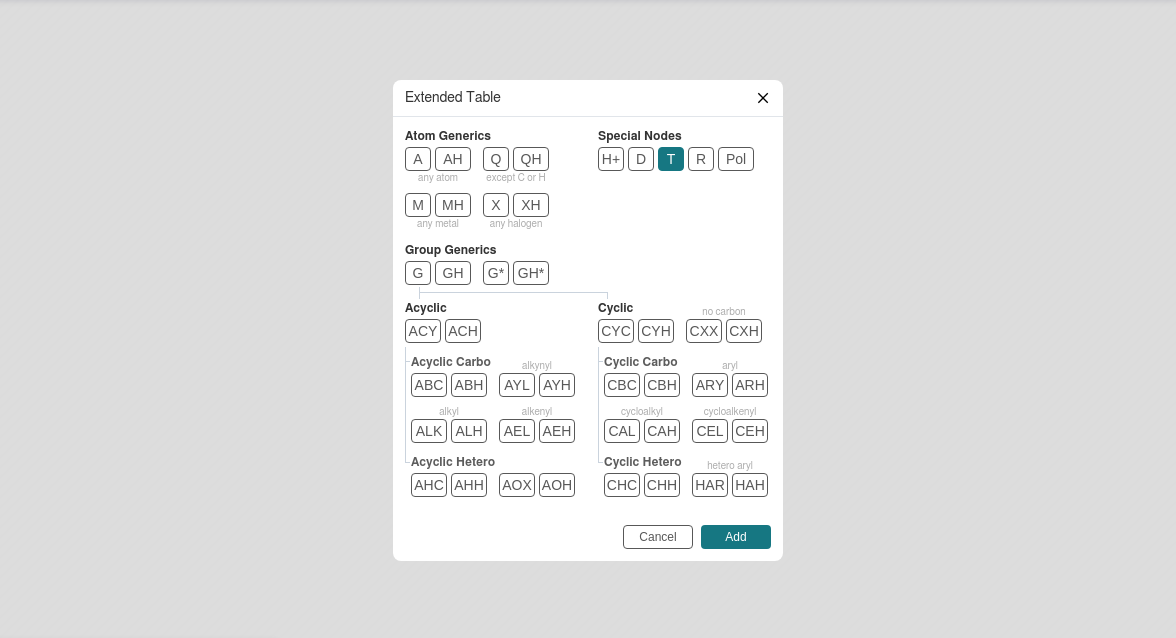 Extended Table
Atom Generics
Special Nodes
A AH Q QH
H+ D T R Pol
any atom except C or H
M MH X XH
any metal any halogen
Group Generics
G GH G* GH*
Acyclic
Cyclic no carbon
ACY ACH
CYC CYH CXX CXH
Acyclic Carbo alkynyl
Cyclic Carbo aryl
ABC ABH AYL AYH
CBC CBH ARY ARH
alkyl alkenyl
cycloalkyl cycloalkenyl
ALK ALH AEL AEH
CAL CAH CEL CEH
Acyclic Hetero
Cyclic Hetero hetero aryl
AHC AHH AOX AOH
CHC CHH HAR HAH
Cancel Add